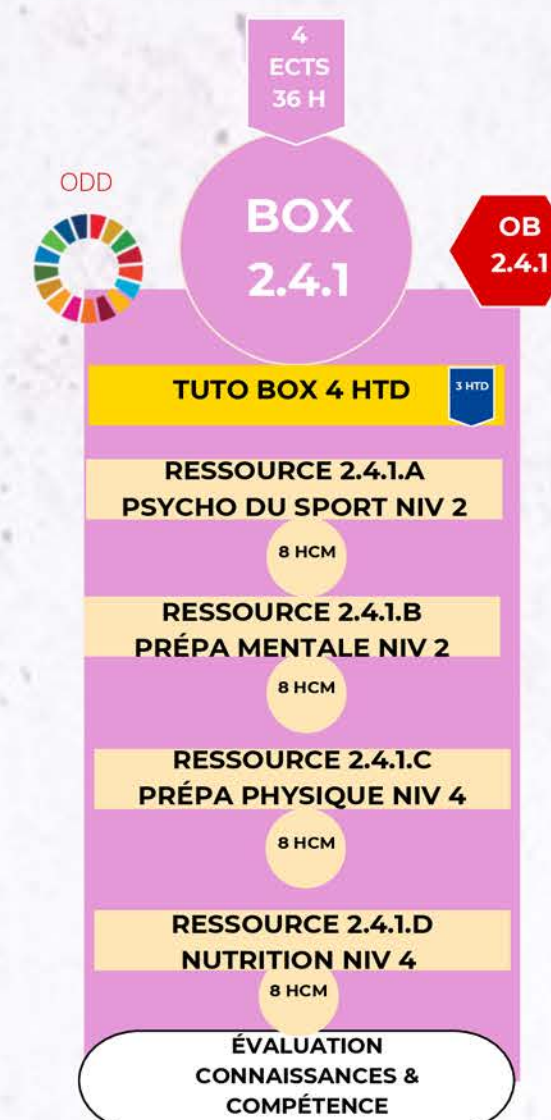 4
ECTS
36 H
ODD
BOX
2.4.1
OB
2.4.1
TUTO BOX 4 HTD
3 HTD
RESSOURCE 2.4.1.A
PSYCHO DU SPORT NIV 2
8 HCM
RESSOURCE 2.4.1.B
PRÉPA MENTALE NIV 2
8 HCM
RESSOURCE 2.4.1.C
PRÉPA PHYSIQUE NIV 4
8 HCM
RESSOURCE 2.4.1.D
NUTRITION NIV 4
8 HCM
ÉVALUATION
CONNAISSANCES &
COMPÉTENCE